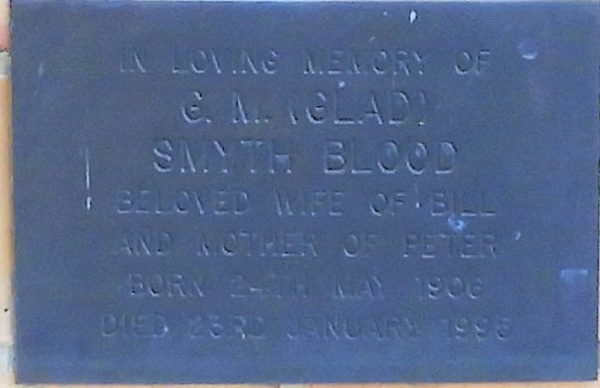 IN LOVING MEMORY OF
G. M. (GLAD)
SMYTH BLOOD
BELOVED WIFE OF BILL
AND MOTHER OF PETER
BORN 24TH MAY 1906
DIED 23RD JANUARY